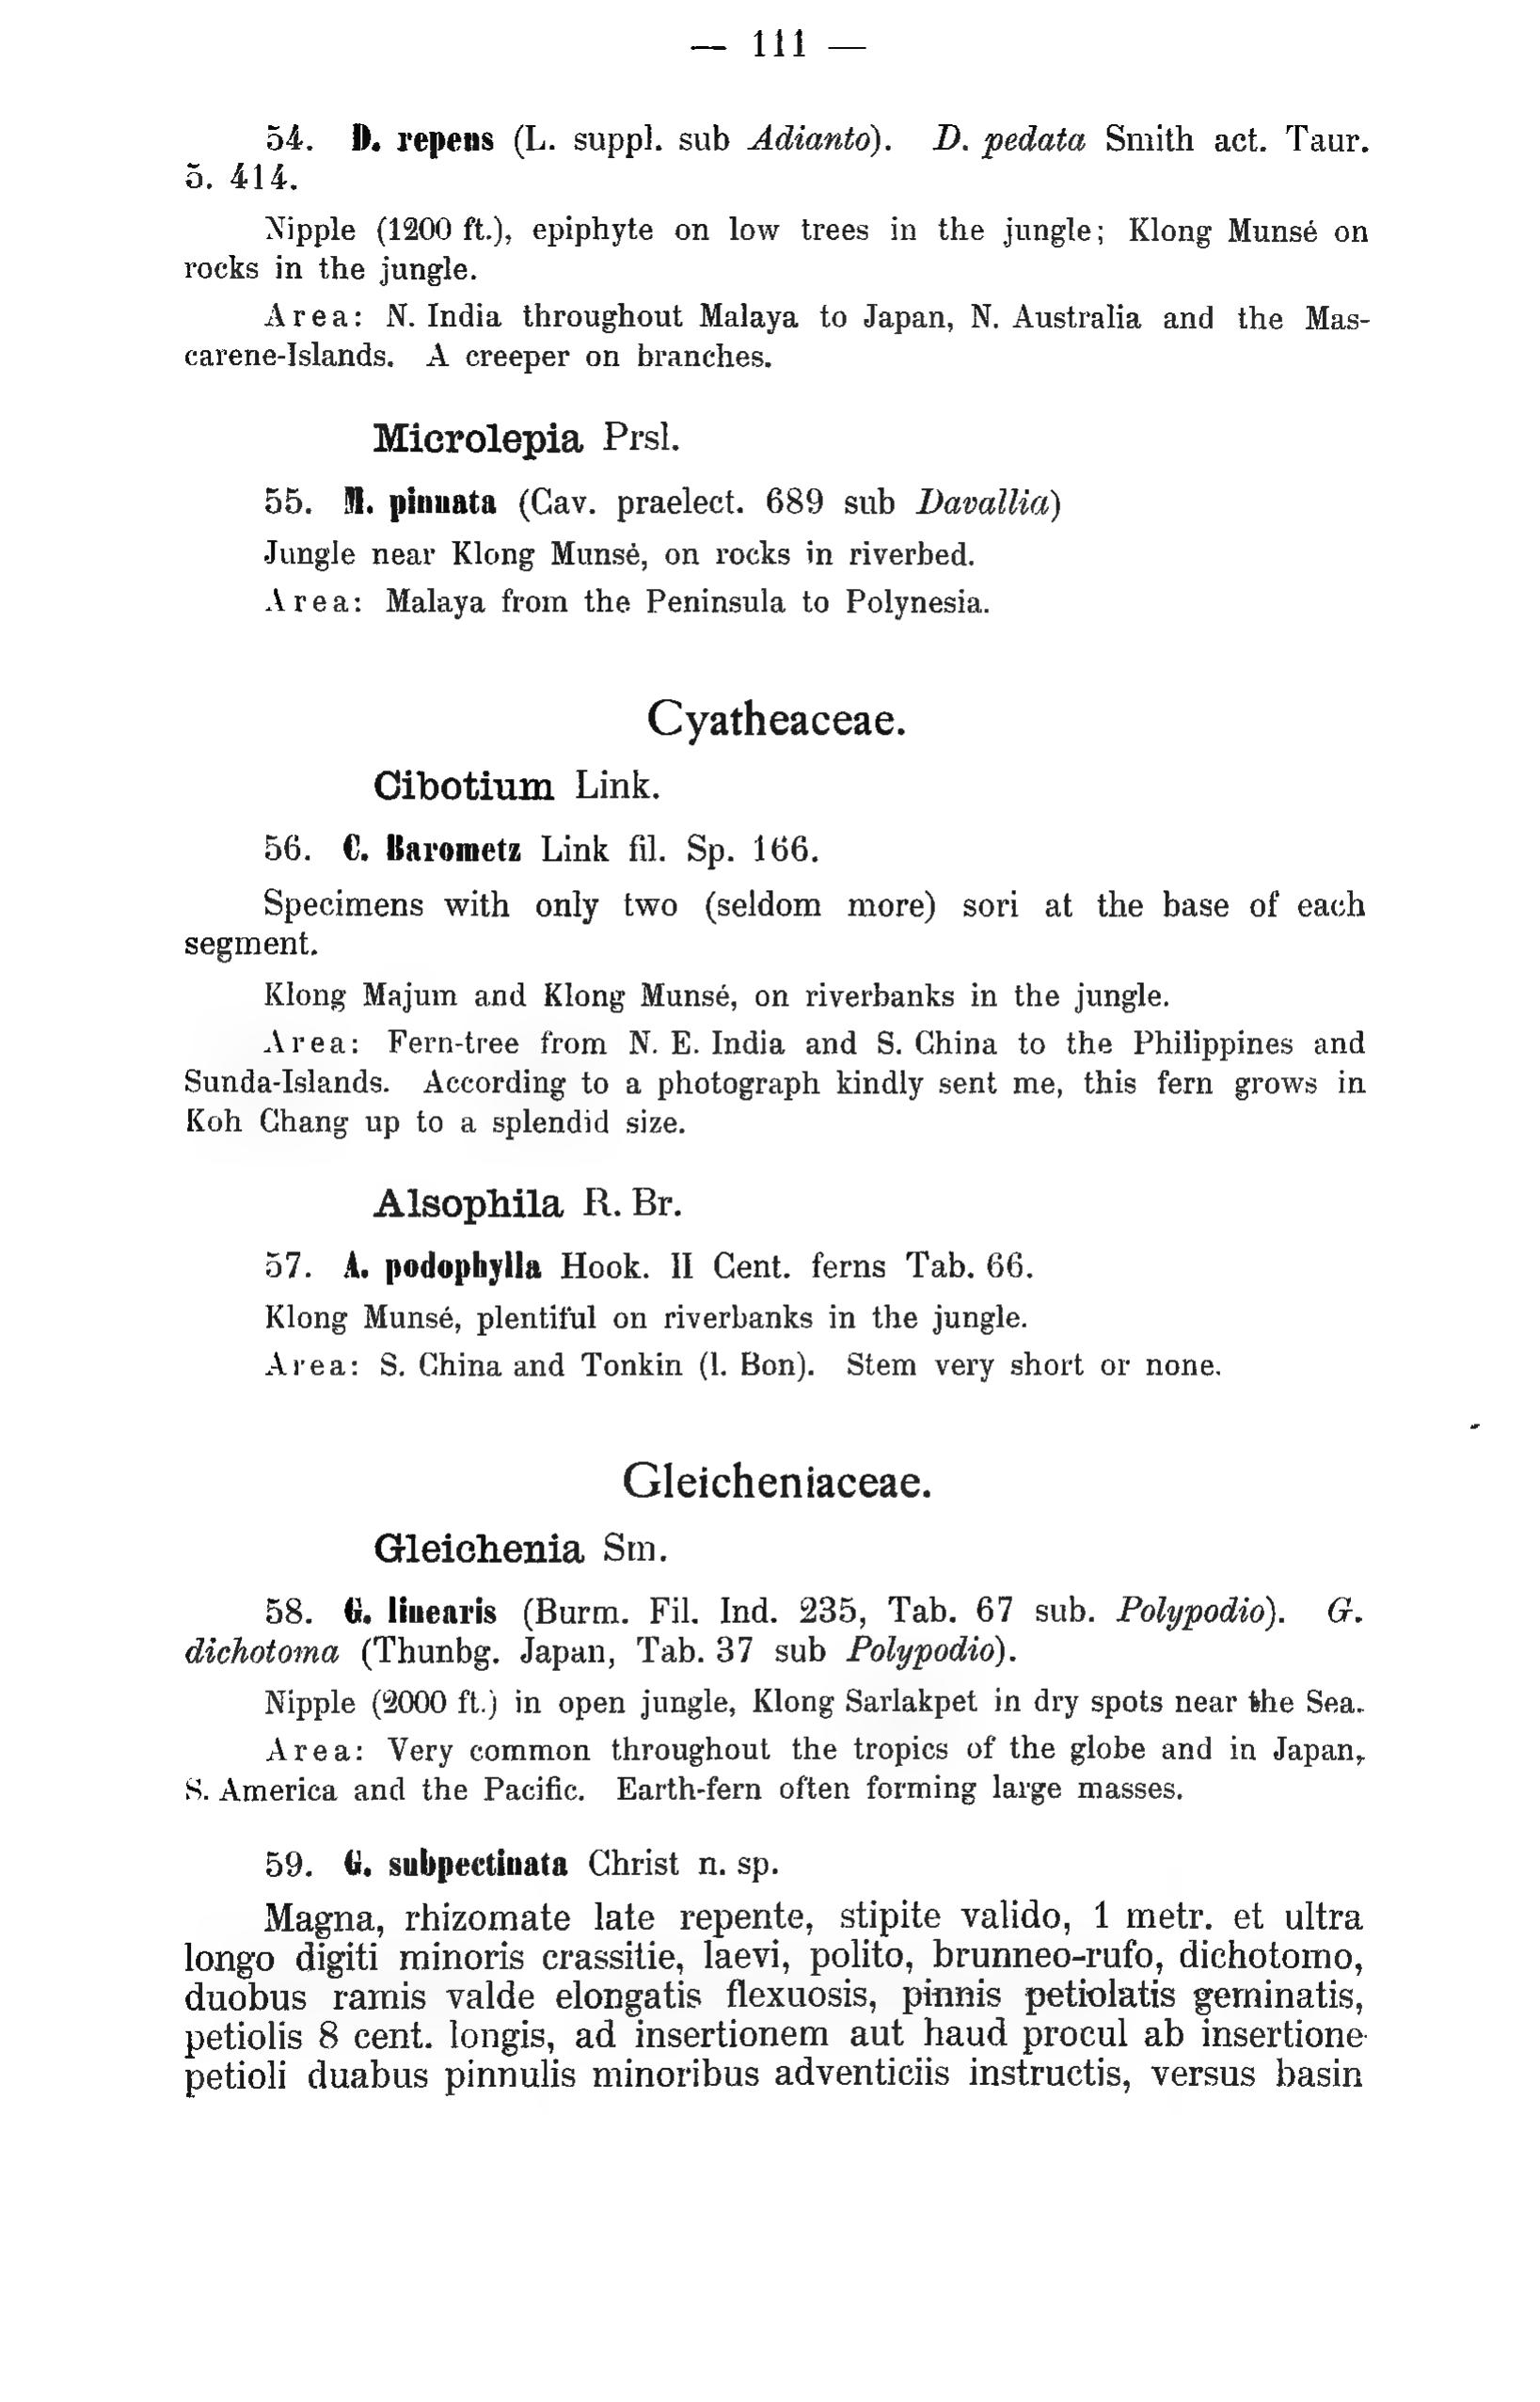 — 111 —
54. D. repens (L. suppl. sub Adianto). D. pedata Smith act. Taur.
5. 414.
Nipple (1200 ft.), epiphyte on low trees in the jungle; Klong Munsé on
rocks in the jungle.
Area: N. India throughout Malaya to Japan, N. Australia and the Mas-
carene-Islands. A creeper on branches.
Microlepia Prsl.
55. M. pinnata (Cav. praelect. 689 sub Davallia)
Jungle near Klong Munsé, on rocks in riverbed.
Area: Malaya from the Peninsula to Polynesia.
Cyatheaceae.
Cibotium Link.
56. C. Barometz Link fil. Sp. 166.
Specimens with only two (seldom more) sori at the base of each
segment.
Klong Majum and Klong Munsé, on riverbanks in the jungle.
Area: Fern-tree from N. E. India and S. China to the Philippines and
Sunda-Islands. According to a photograph kindly sent me, this fern grows in
Koh Chang up to a splendid size.
Alsophila R. Br.
57. A. podophylla Hook. II Cent. ferns Tab. 66.
Klong Munsé, plentiful on riverbanks in the jungle.
Area: S. China and Tonkin (l. Bon). Stem very short or none.
Gleicheniaceae.
Gleichenia Sm.
58. G. linearis (Burm. Fil. Ind. 235, Tab. 67 sub. Polypodio). G.
dichotoma (Thunbg. Japan, Tab. 37 sub Polypodio).
Nipple (2000 ft.) in open jungle, Klong Sarlakpet in dry spots near the Sea.
Area: Very common throughout the tropics of the globe and in Japan,
S. America and the Pacific. Earth-fern often forming large masses.
59. G. subpectinata Christ n. sp.
Magna, rhizomate late repente, stipite valido, 1 metr. et ultra
longo digiti minoris crassitie, laevi, polito, brunneo-rufo, dichotomo,
duobus ramis valde elongatis flexuosis, pinnis petiolatis geminatis,
petiolis 8 cent. longis, ad insertionem aut haud procul ab insertione
petioli duabus pinnulis minoribus adventiciis instructis, versus basin